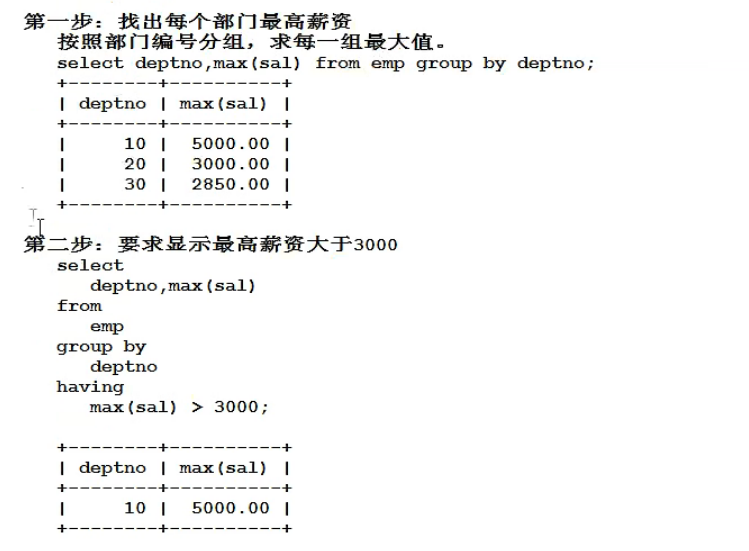 第一步：找出每个部门最高薪资
按照部门编号分组，求每一组最大值。
select deptno,max(sal) from emp group by deptno;
+--------+----------+
| deptno | max(sal) |
+--------+----------+
|     10 |  5000.00 |
|     20 |  3000.00 |
|     30 |  2850.00 |
+--------+----------+
第二步：要求显示最高薪资大于3000
select
deptno,max(sal)
from
emp
group by
deptno
having
max(sal) > 3000;
+--------+----------+
| deptno | max(sal) |
+--------+----------+
|     10 |  5000.00 |
+--------+----------+